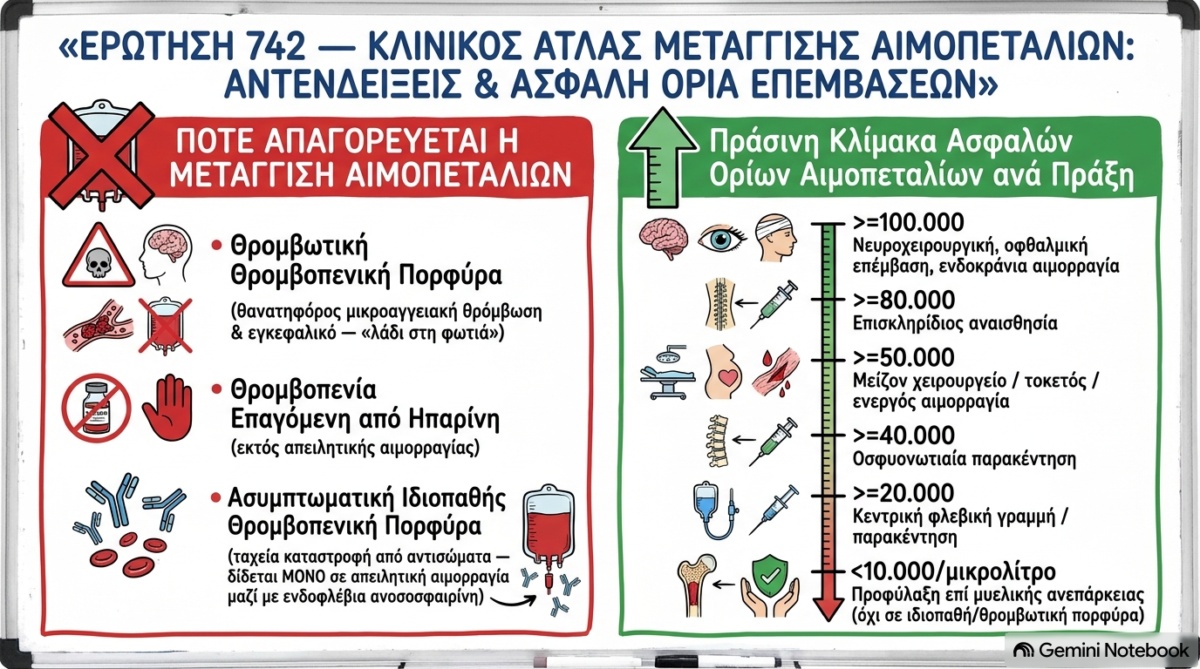 «ΕΡΩΤΗΣΗ 742 — ΚΛΙΝΙΚΟΣ ΑΤΛΑΣ ΜΕΤΑΓΓΙΣΗΣ ΑΙΜΟΠΕΤΑΛΙΩΝ:
ΑΝΤΕΝΔΕΙΞΕΙΣ & ΑΣΦΑΛΗ ΟΡΙΑ ΕΠΕΜΒΑΣΕΩΝ»
ΠΟΤΕ ΑΠΑΓΟΡΕΥΕΤΑΙ Η
ΜΕΤΑΓΓΙΣΗ ΑΙΜΟΠΕΤΑΛΙΩΝ
• Θρομβωτική
Θρομβοπενική Πορφύρα
(θανατηφόρος μικροαγγειακή θρόμβωση
& εγκεφαλικό — «λάδι στη φωτιά»)
• Θρομβοπενία
Επαγόμενη από Ηπαρίνη
(εκτός απειλητικής αιμορραγίας)
• Ασυμπτωματική Ιδιοπαθής
Θρομβοπενική Πορφύρα
(ταχεία καταστροφή από αντισώματα —
δίδεται ΜΟΝΟ σε απειλητική αιμορραγία
μαζί με ενδοφλέβια ανοσοσφαιρίνη)
Πράσινη Κλίμακα Ασφαλών
Ορίων Αιμοπεταλίων ανά Πράξη
>=100.000
Νευροχειρουργική, οφθαλμική
επέμβαση, ενδοκράνια αιμορραγία
>=80.000
Επισκληρίδιος αναισθησία
>=50.000
Μείζον χειρουργείο / τοκετός /
ενεργός αιμορραγία
>=40.000
Οσφυονωτιαία παρακέντηση
>=20.000
Κεντρική φλεβική γραμμή /
παρακέντηση
<10.000/μικρολίτρο
Προφύλαξη επί μυελικής ανεπάρκειας
(όχι σε ιδιοπαθή/θρομβωτική πορφύρα)
Gemini Notebook